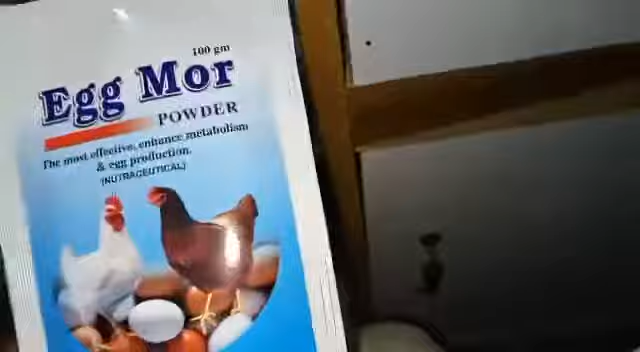 100 gm
Egg Mor
POWDER
The most effective, enhance metabolism
& egg production.
(NUTRACEUTICAL)